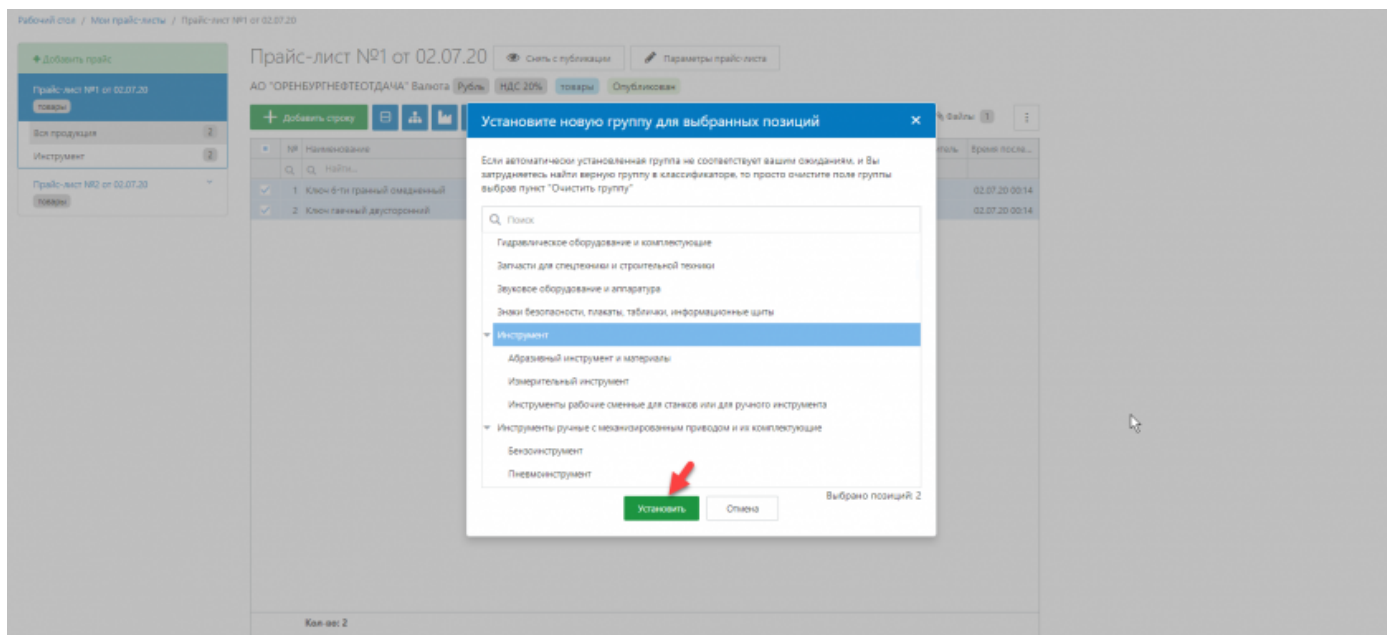 Рабочий стол / Мои прайс-листы / Прайс-лист №1 от 02.07.20
+ Добавить прайс
Прайс-лист №1 от 02.07.20
товары
Вся продукция 2
Инструмент 2
Прайс-лист №2 от 02.07.20
товары
Прайс-лист №1 от 02.07.20 Снять с публикации Параметры прайс-листа
АО "ОРЕНБУРГНЕФТЕОТДАЧА" Валюта Рубль НДС 20% товары Опубликован
+ Добавить строку
Файлы 1
№ Наименование
Время после...
Найти...
1 Ключ 6-ти гранный омедненный 02.07.20 00:14
2 Ключ гаечный двусторонний 02.07.20 00:14
Установите новую группу для выбранных позиций ×
Если автоматически установленная группа не соответствует вашим ожиданиям, и Вы
затрудняетесь найти верную группу в классификаторе, то просто очистите поле группы
выбрав пункт "Очистить группу"
Поиск
Гидравлическое оборудование и комплектующие
Запчасти для спецтехники и строительной техники
Звуковое оборудование и аппаратура
Знаки безопасности, плакаты, таблички, информационные щиты
Инструмент
Абразивный инструмент и материалы
Измерительный инструмент
Инструменты рабочие сменные для станков или для ручного инструмента
Инструменты ручные с механизированным приводом и их комплектующие
Бензоинструмент
Пневмоинструмент
Выбрано позиций: 2
Установить Отмена
Кол-во: 2